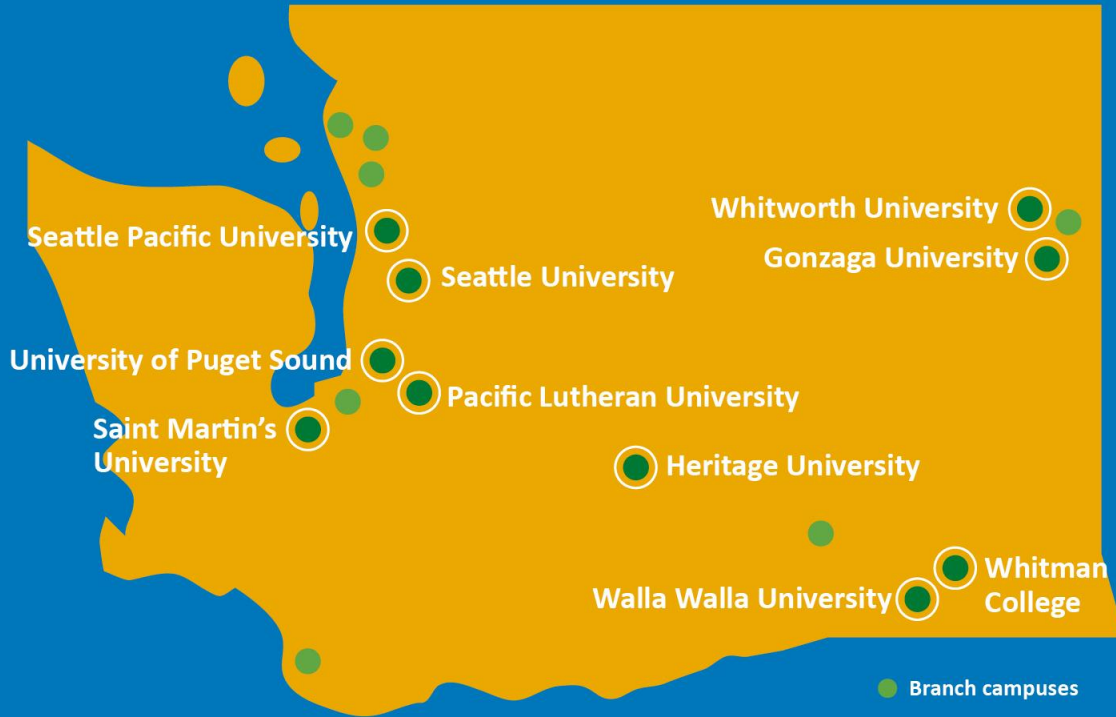 Whitworth University
Seattle Pacific University
Gonzaga University
Seattle University
University of Puget Sound
Pacific Lutheran University
Saint Martin’s
University
Heritage University
Whitman
College
Walla Walla University
Branch campuses